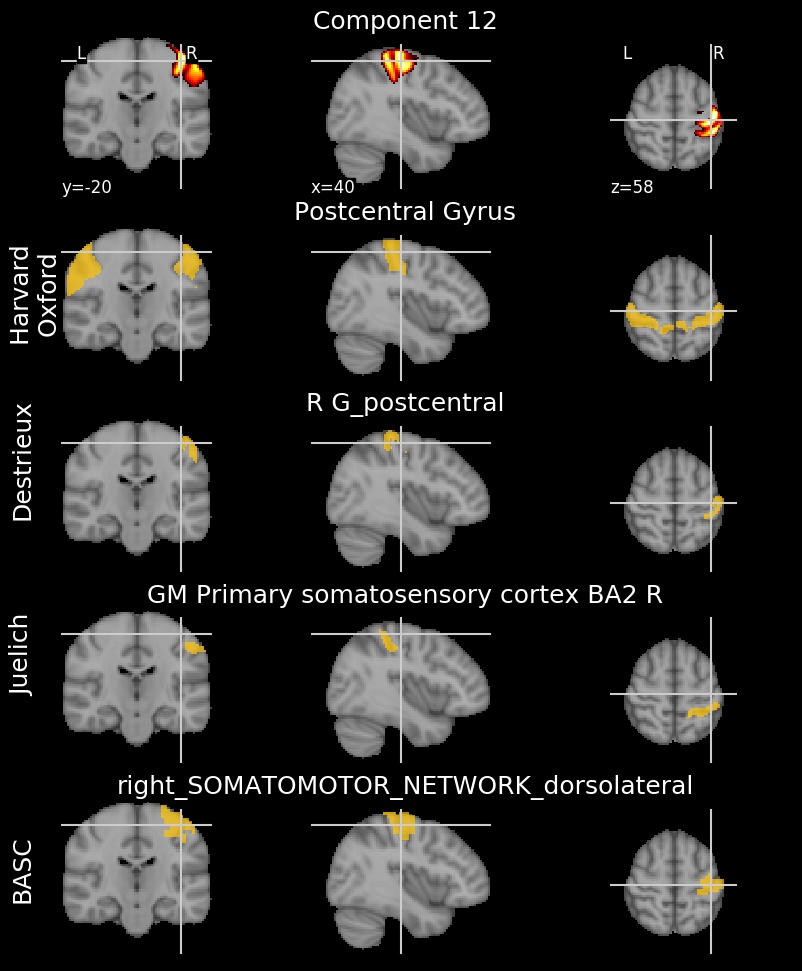 Component 12
L R
L R
y=-20 x=40 z=58
Postcentral Gyrus
Harvard
Oxford
R G_postcentral
Destrieux
GM Primary somatosensory cortex BA2 R
Juelich
right_SOMATOMOTOR_NETWORK_dorsolateral
BASC